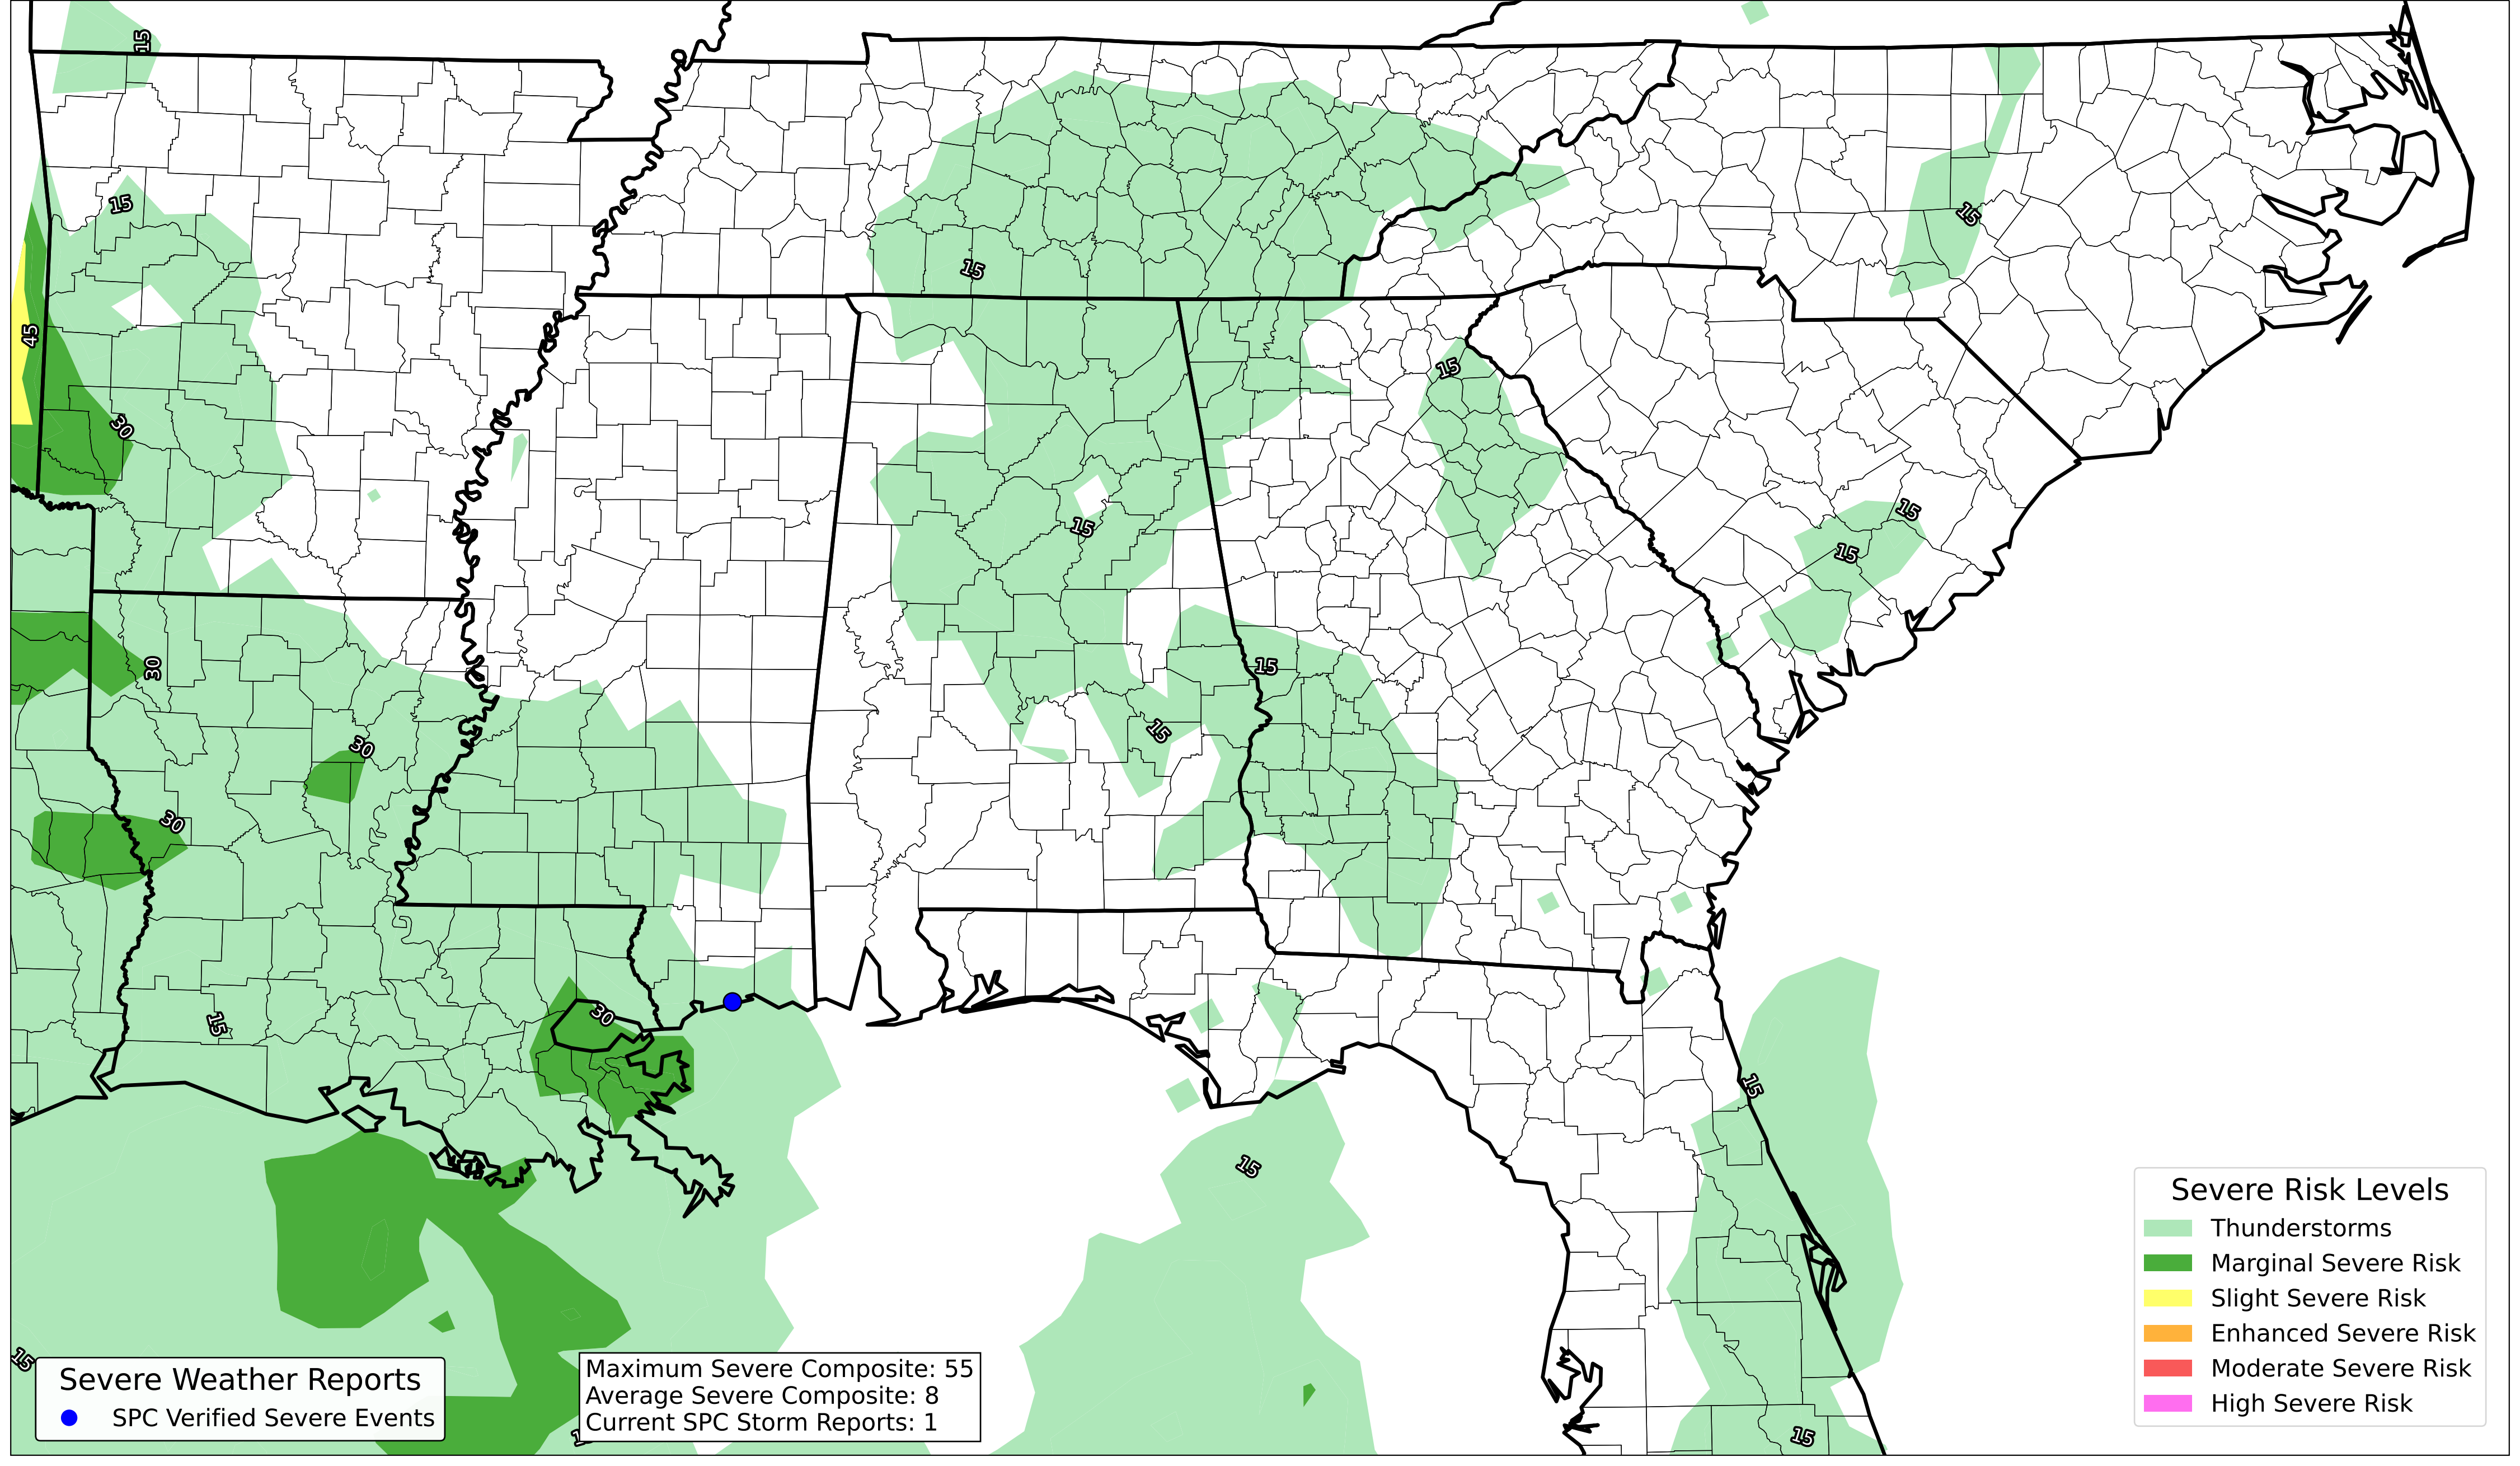 15
15
15
15
45
15
30
15
15
15
15
30
30
15
30
15
30
15
15
15
15
15
Severe Weather Reports
SPC Verified Severe Events
Maximum Severe Composite: 55
Average Severe Composite: 8
Current SPC Storm Reports: 1
Severe Risk Levels
Thunderstorms
Marginal Severe Risk
Slight Severe Risk
Enhanced Severe Risk
Moderate Severe Risk
High Severe Risk